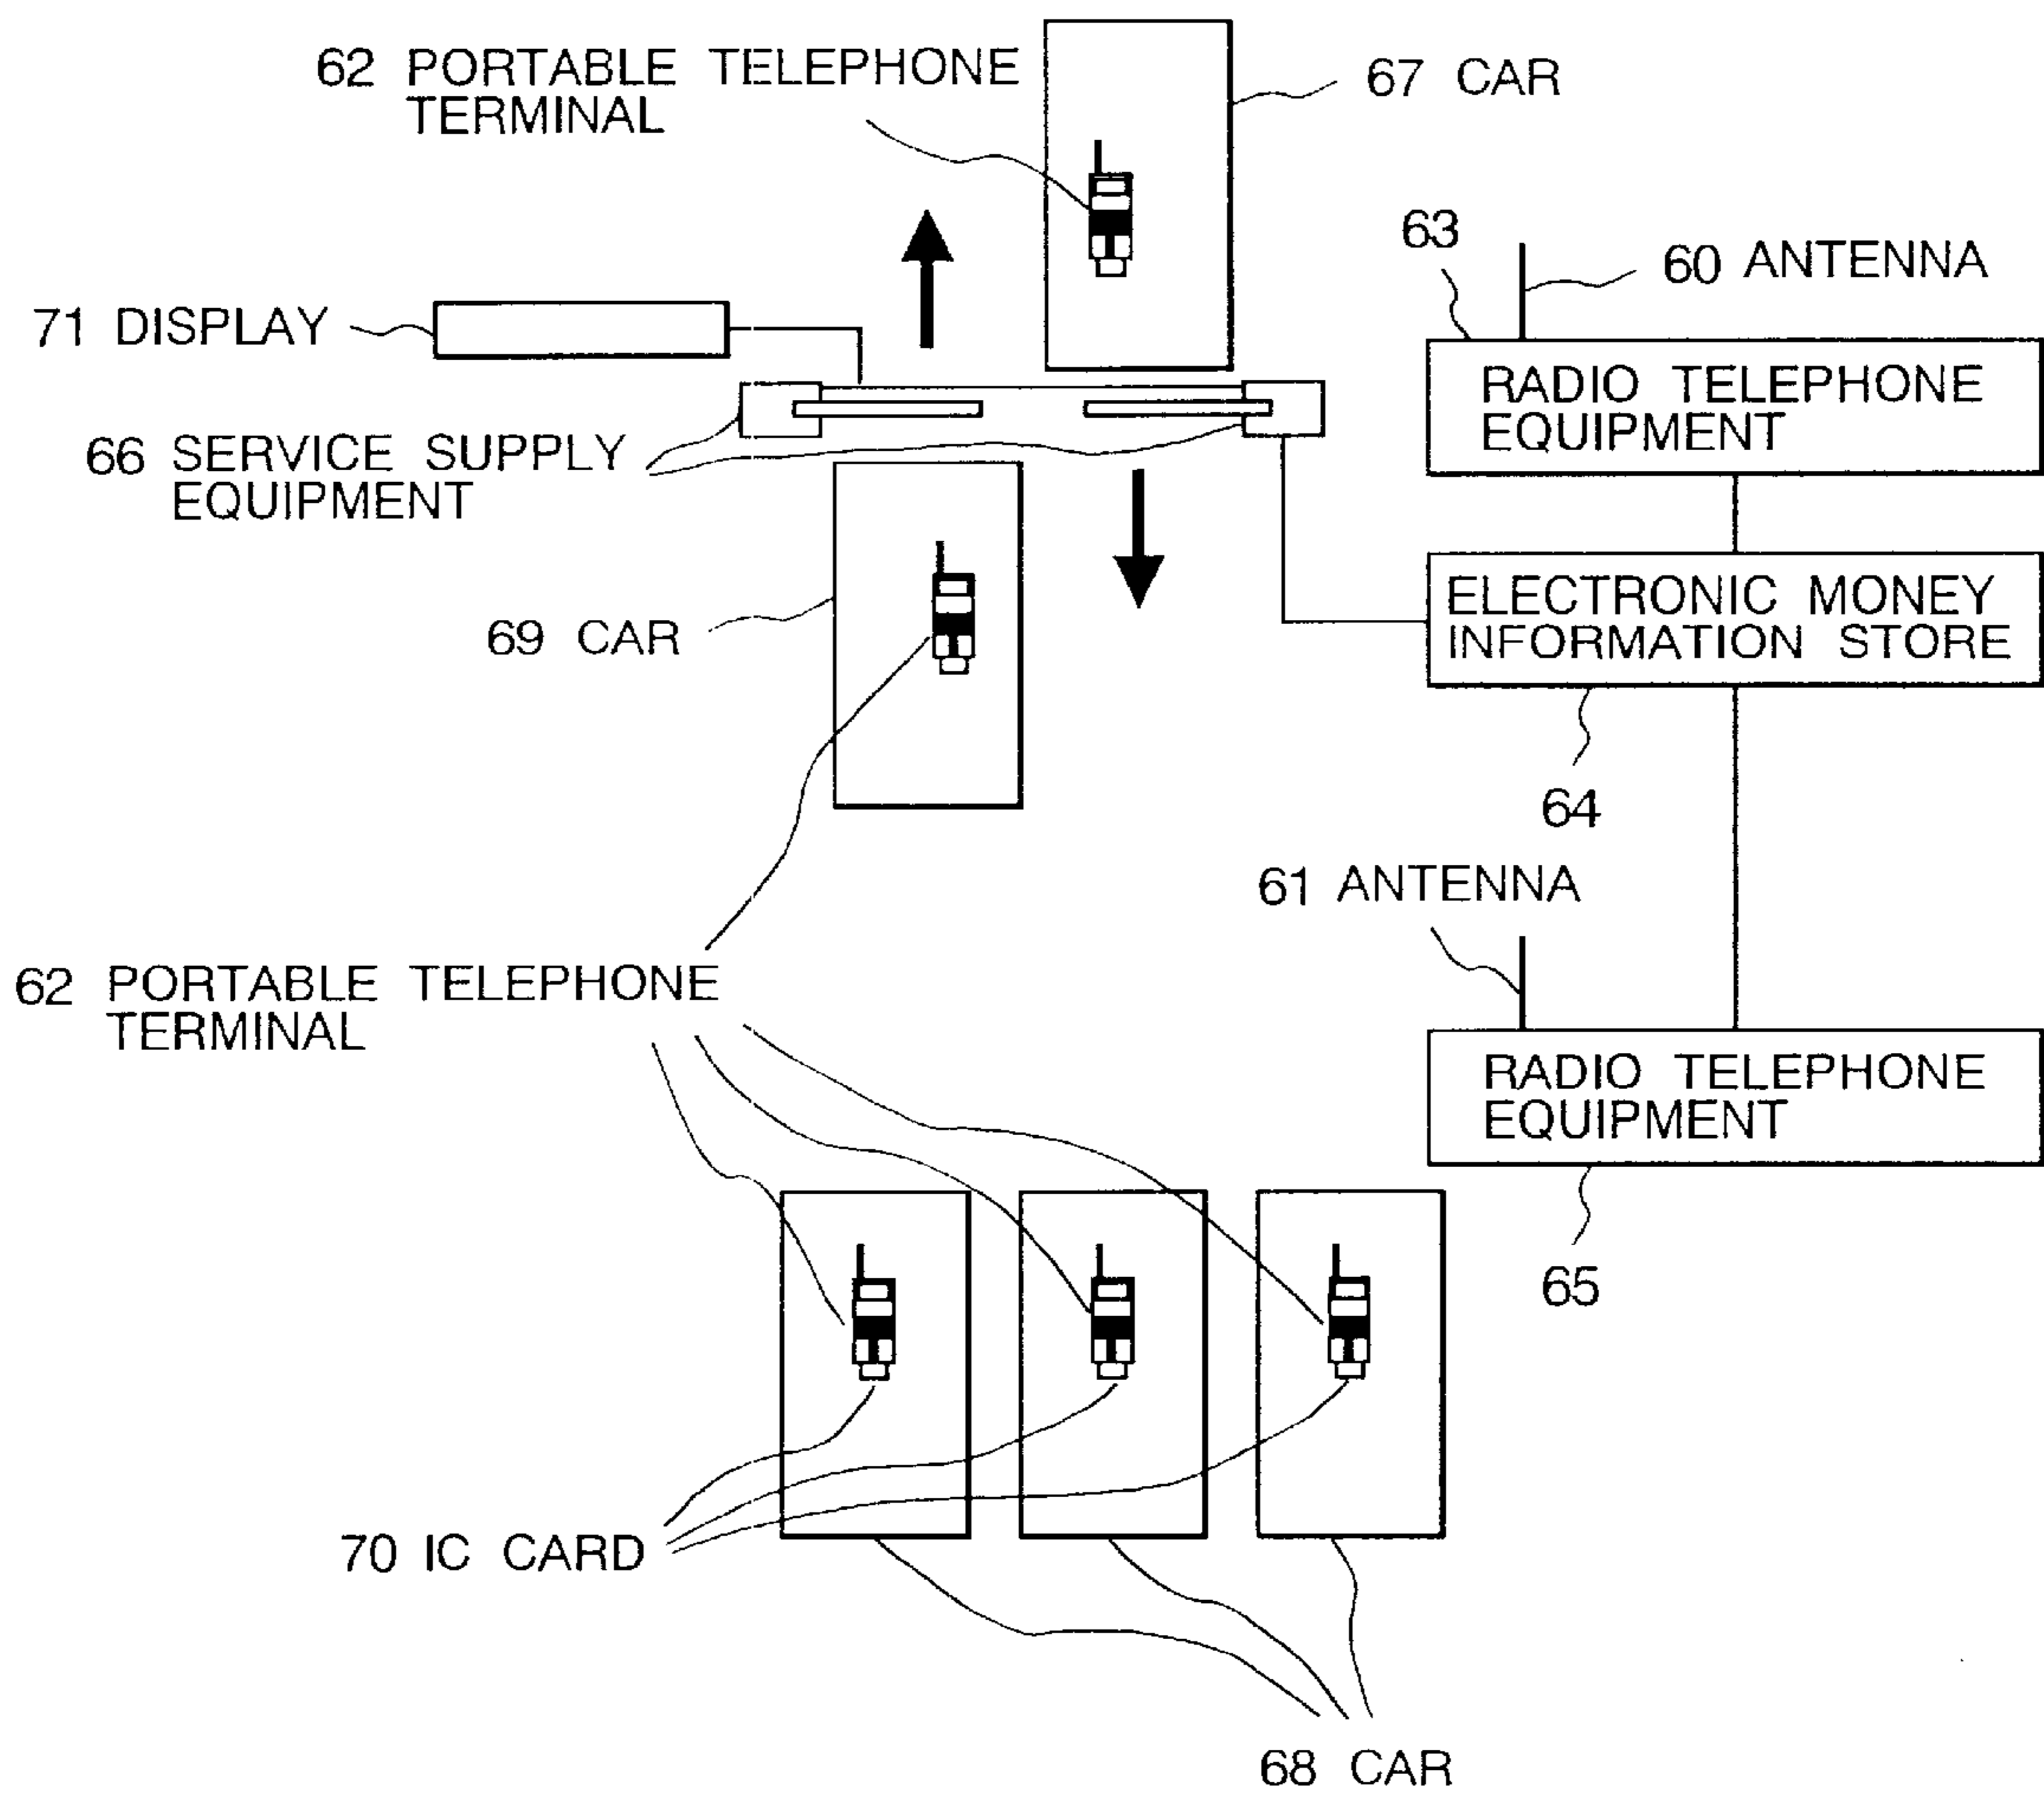 62 PORTABLE TELEPHONE
TERMINAL
67 CAR
63
60 ANTENNA
71 DISPLAY
RADIO TELEPHONE
EQUIPMENT
66 SERVICE SUPPLY
EQUIPMENT
ELECTRONIC MONEY
INFORMATION STORE
69 CAR
64
61 ANTENNA
62 PORTABLE TELEPHONE
TERMINAL
RADIO TELEPHONE
EQUIPMENT
65
70 IC CARD
68 CAR